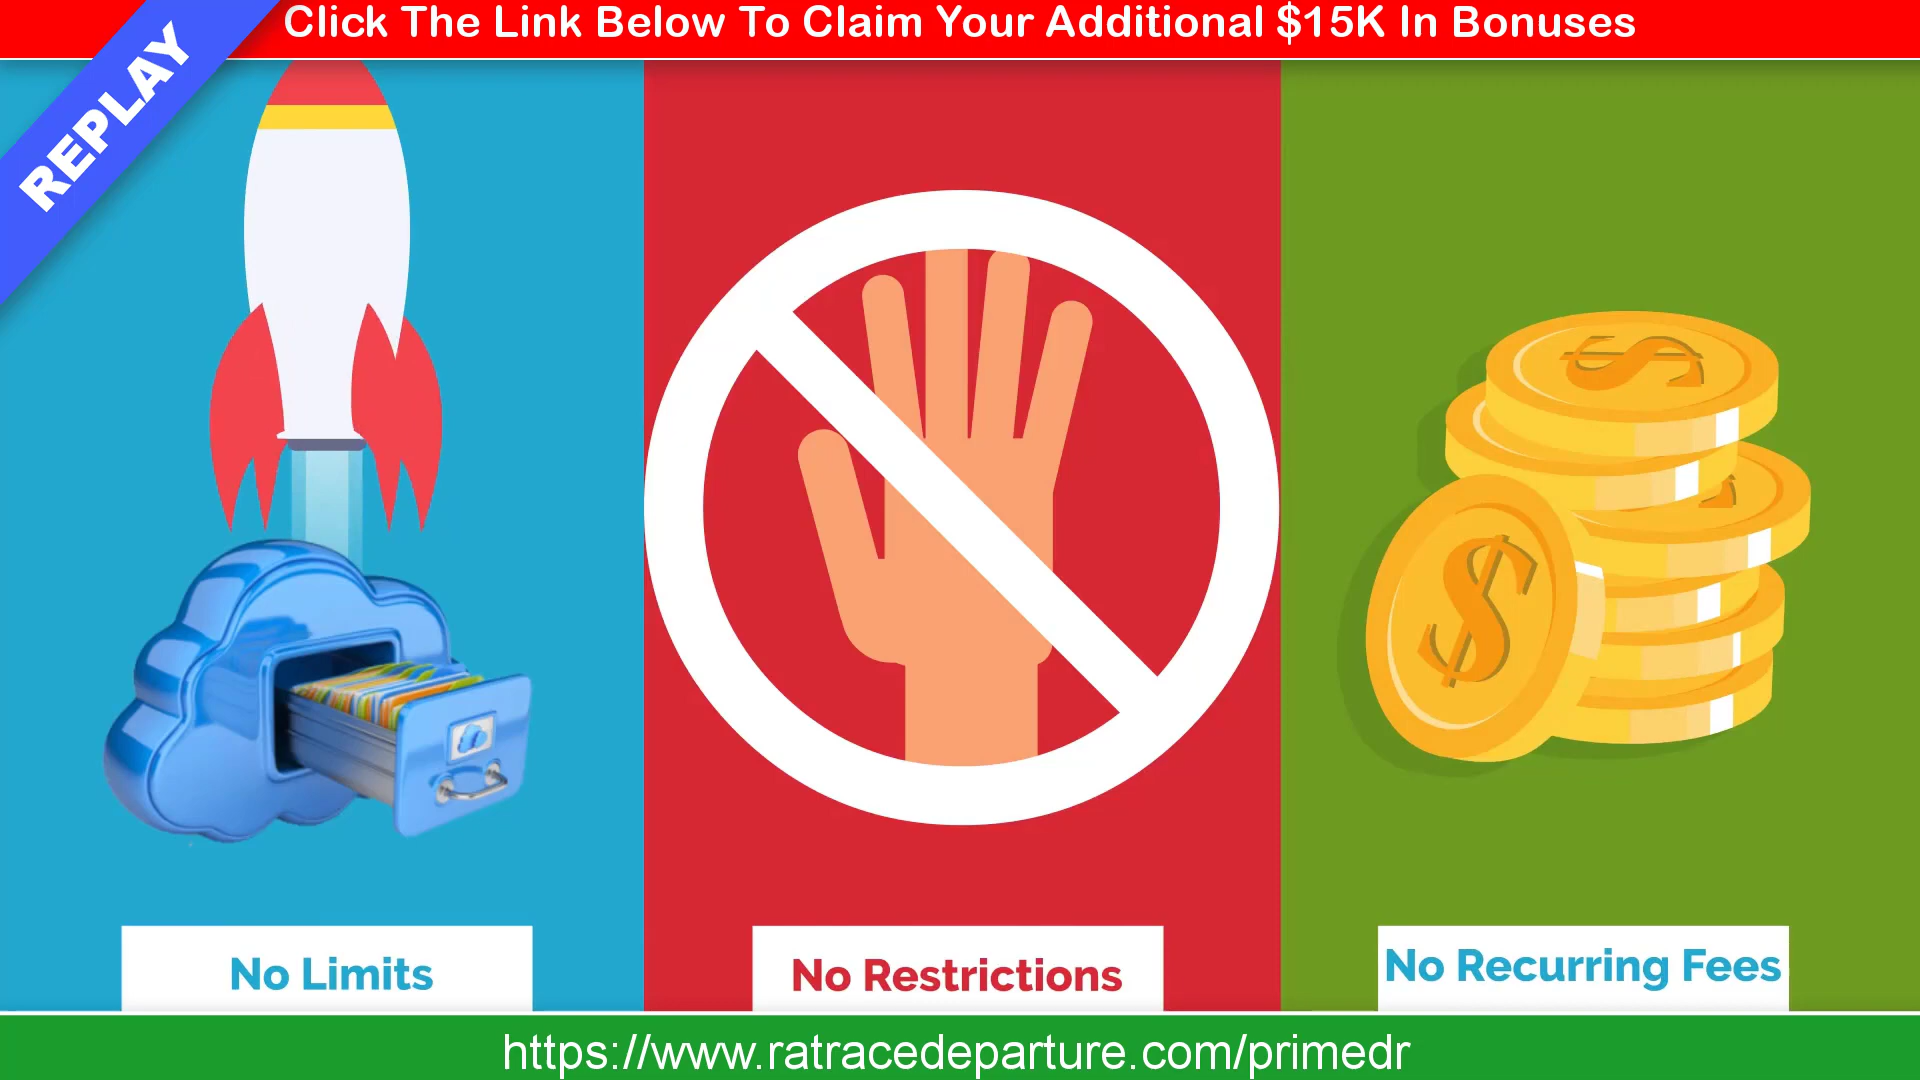 Click The Link Below To Claim Your Additional $15K In Bonuses
REPLAY
No Limits
No Restrictions
No Recurring Fees
https://www.ratracedeparture.com/primedr